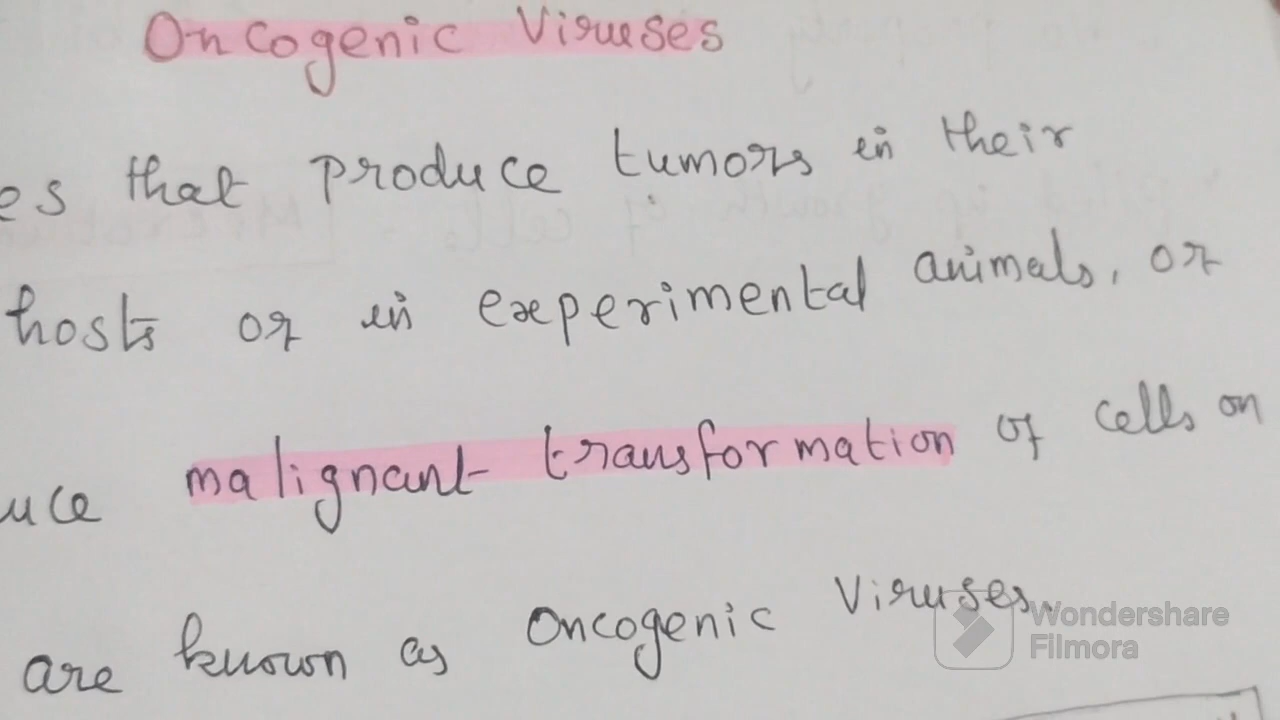 Oncogenic Viruses
es that produce tumors in their
hosts or in experimental animals, or
uce malignant transformation of cells on
are known as Oncogenic Viruses.
Wondershare
Filmora